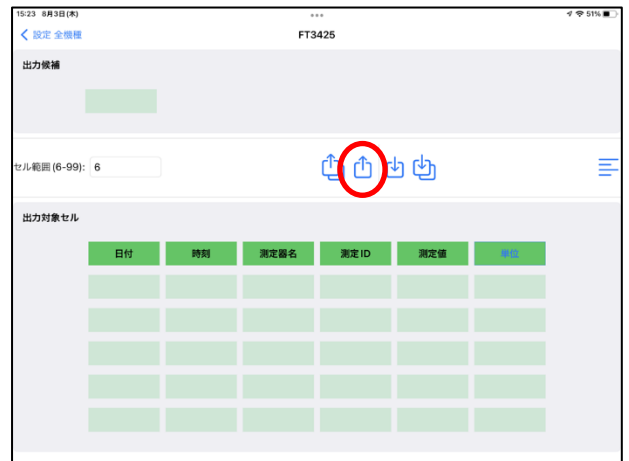 15:23 8月3日(木) 51%
設定 全機種 FT3425
出力候補
セル範囲(6-99): 6
出力対象セル
日付 時刻 測定器名 測定ID 測定値 単位